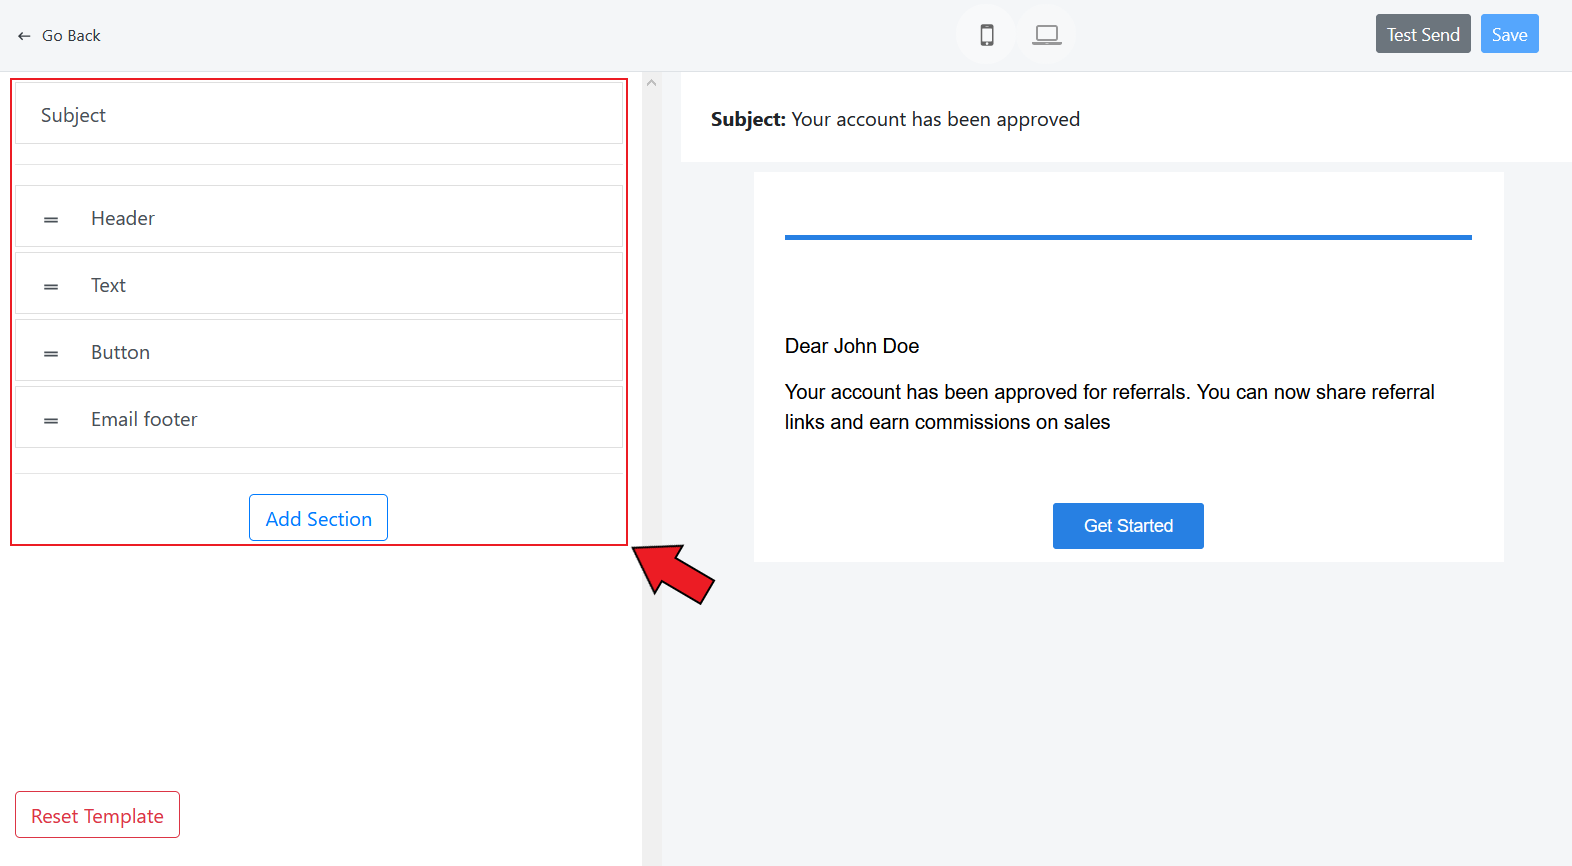 Go Back
Test Send
Save
Subject
Header
Text
Button
Email footer
Add Section
Reset Template
Subject: Your account has been approved
Dear John Doe
Your account has been approved for referrals. You can now share referral
links and earn commissions on sales
Get Started